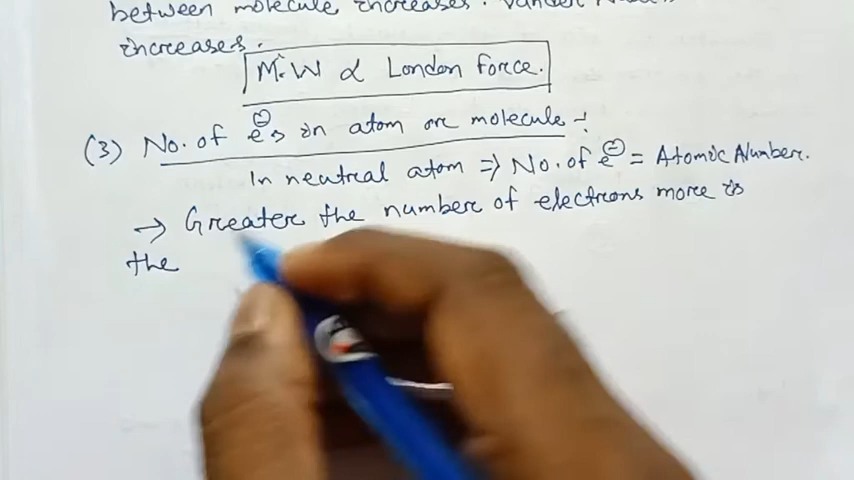 between molecule increases. Vander
increases.
M.W ∝ London Force.
(3) No. of e⊖s in atom or molecule :-
In neutral atom ⇒ No. of e⊖ = Atomic Number.
→ Greater the number of electrons more is
the